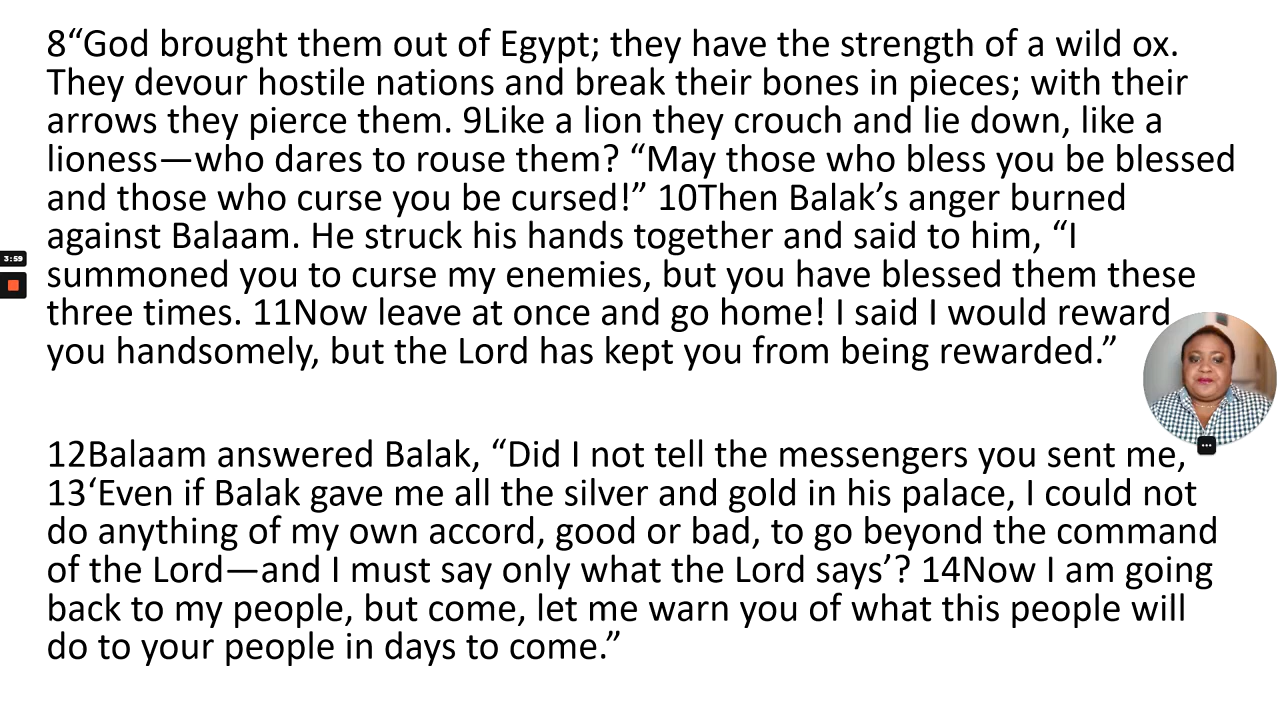 8“God brought them out of Egypt; they have the strength of a wild ox.
They devour hostile nations and break their bones in pieces; with their
arrows they pierce them. 9Like a lion they crouch and lie down, like a
lioness—who dares to rouse them? “May those who bless you be blessed
and those who curse you be cursed!” 10Then Balak’s anger burned
against Balaam. He struck his hands together and said to him, “I
summoned you to curse my enemies, but you have blessed them these
three times. 11Now leave at once and go home! I said I would reward
you handsomely, but the Lord has kept you from being rewarded.”
12Balaam answered Balak, “Did I not tell the messengers you sent me,
13‘Even if Balak gave me all the silver and gold in his palace, I could not
do anything of my own accord, good or bad, to go beyond the command
of the Lord—and I must say only what the Lord says’? 14Now I am going
back to my people, but come, let me warn you of what this people will
do to your people in days to come.”
3:59